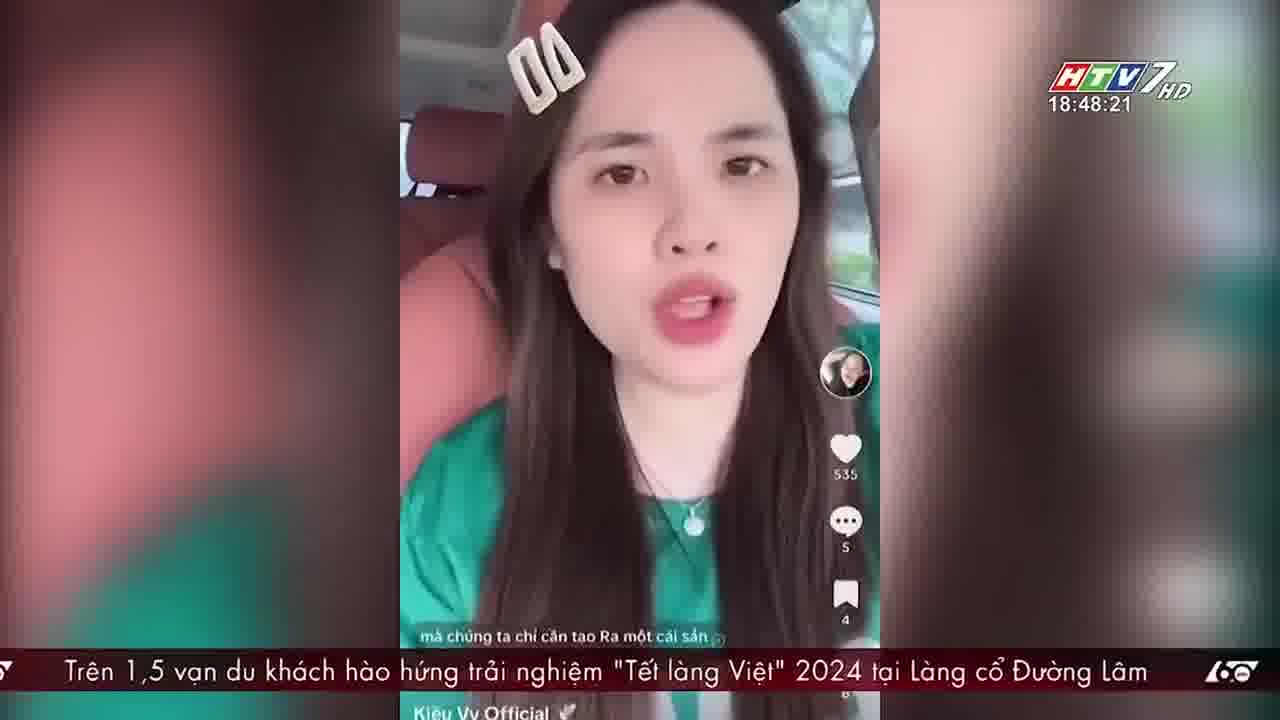 HTV7 HD
18:48:21
535
5
4
mà chúng ta chỉ cần tạo Ra một cái sản
Trên 1,5 vạn du khách hào hứng trải nghiệm "Tết làng Việt" 2024 tại Làng cổ Đường Lâm
Kiều Vy Official